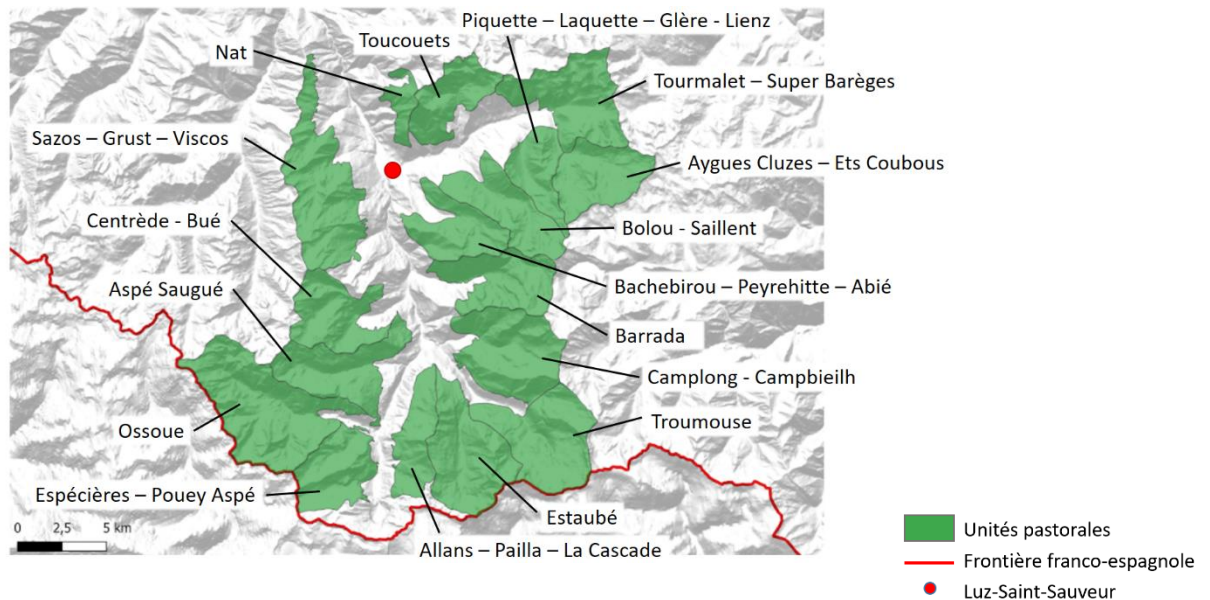 Piquette – Laquette – Glère - Lienz
Toucouets
Nat
Tourmalet – Super Barèges
Sazos – Grust – Viscos
Aygues Cluzes – Ets Coubous
Centrède - Bué
Bolou - Saillent
Bachebirou – Peyrehitte – Abié
Aspé Saugué
Barrada
Camplong - Campbieilh
Troumouse
Ossoue
Espécières – Pouey Aspé
Estaubé
Allans – Pailla – La Cascade
0 2,5 5 km
Unités pastorales
Frontière franco-espagnole
Luz-Saint-Sauveur